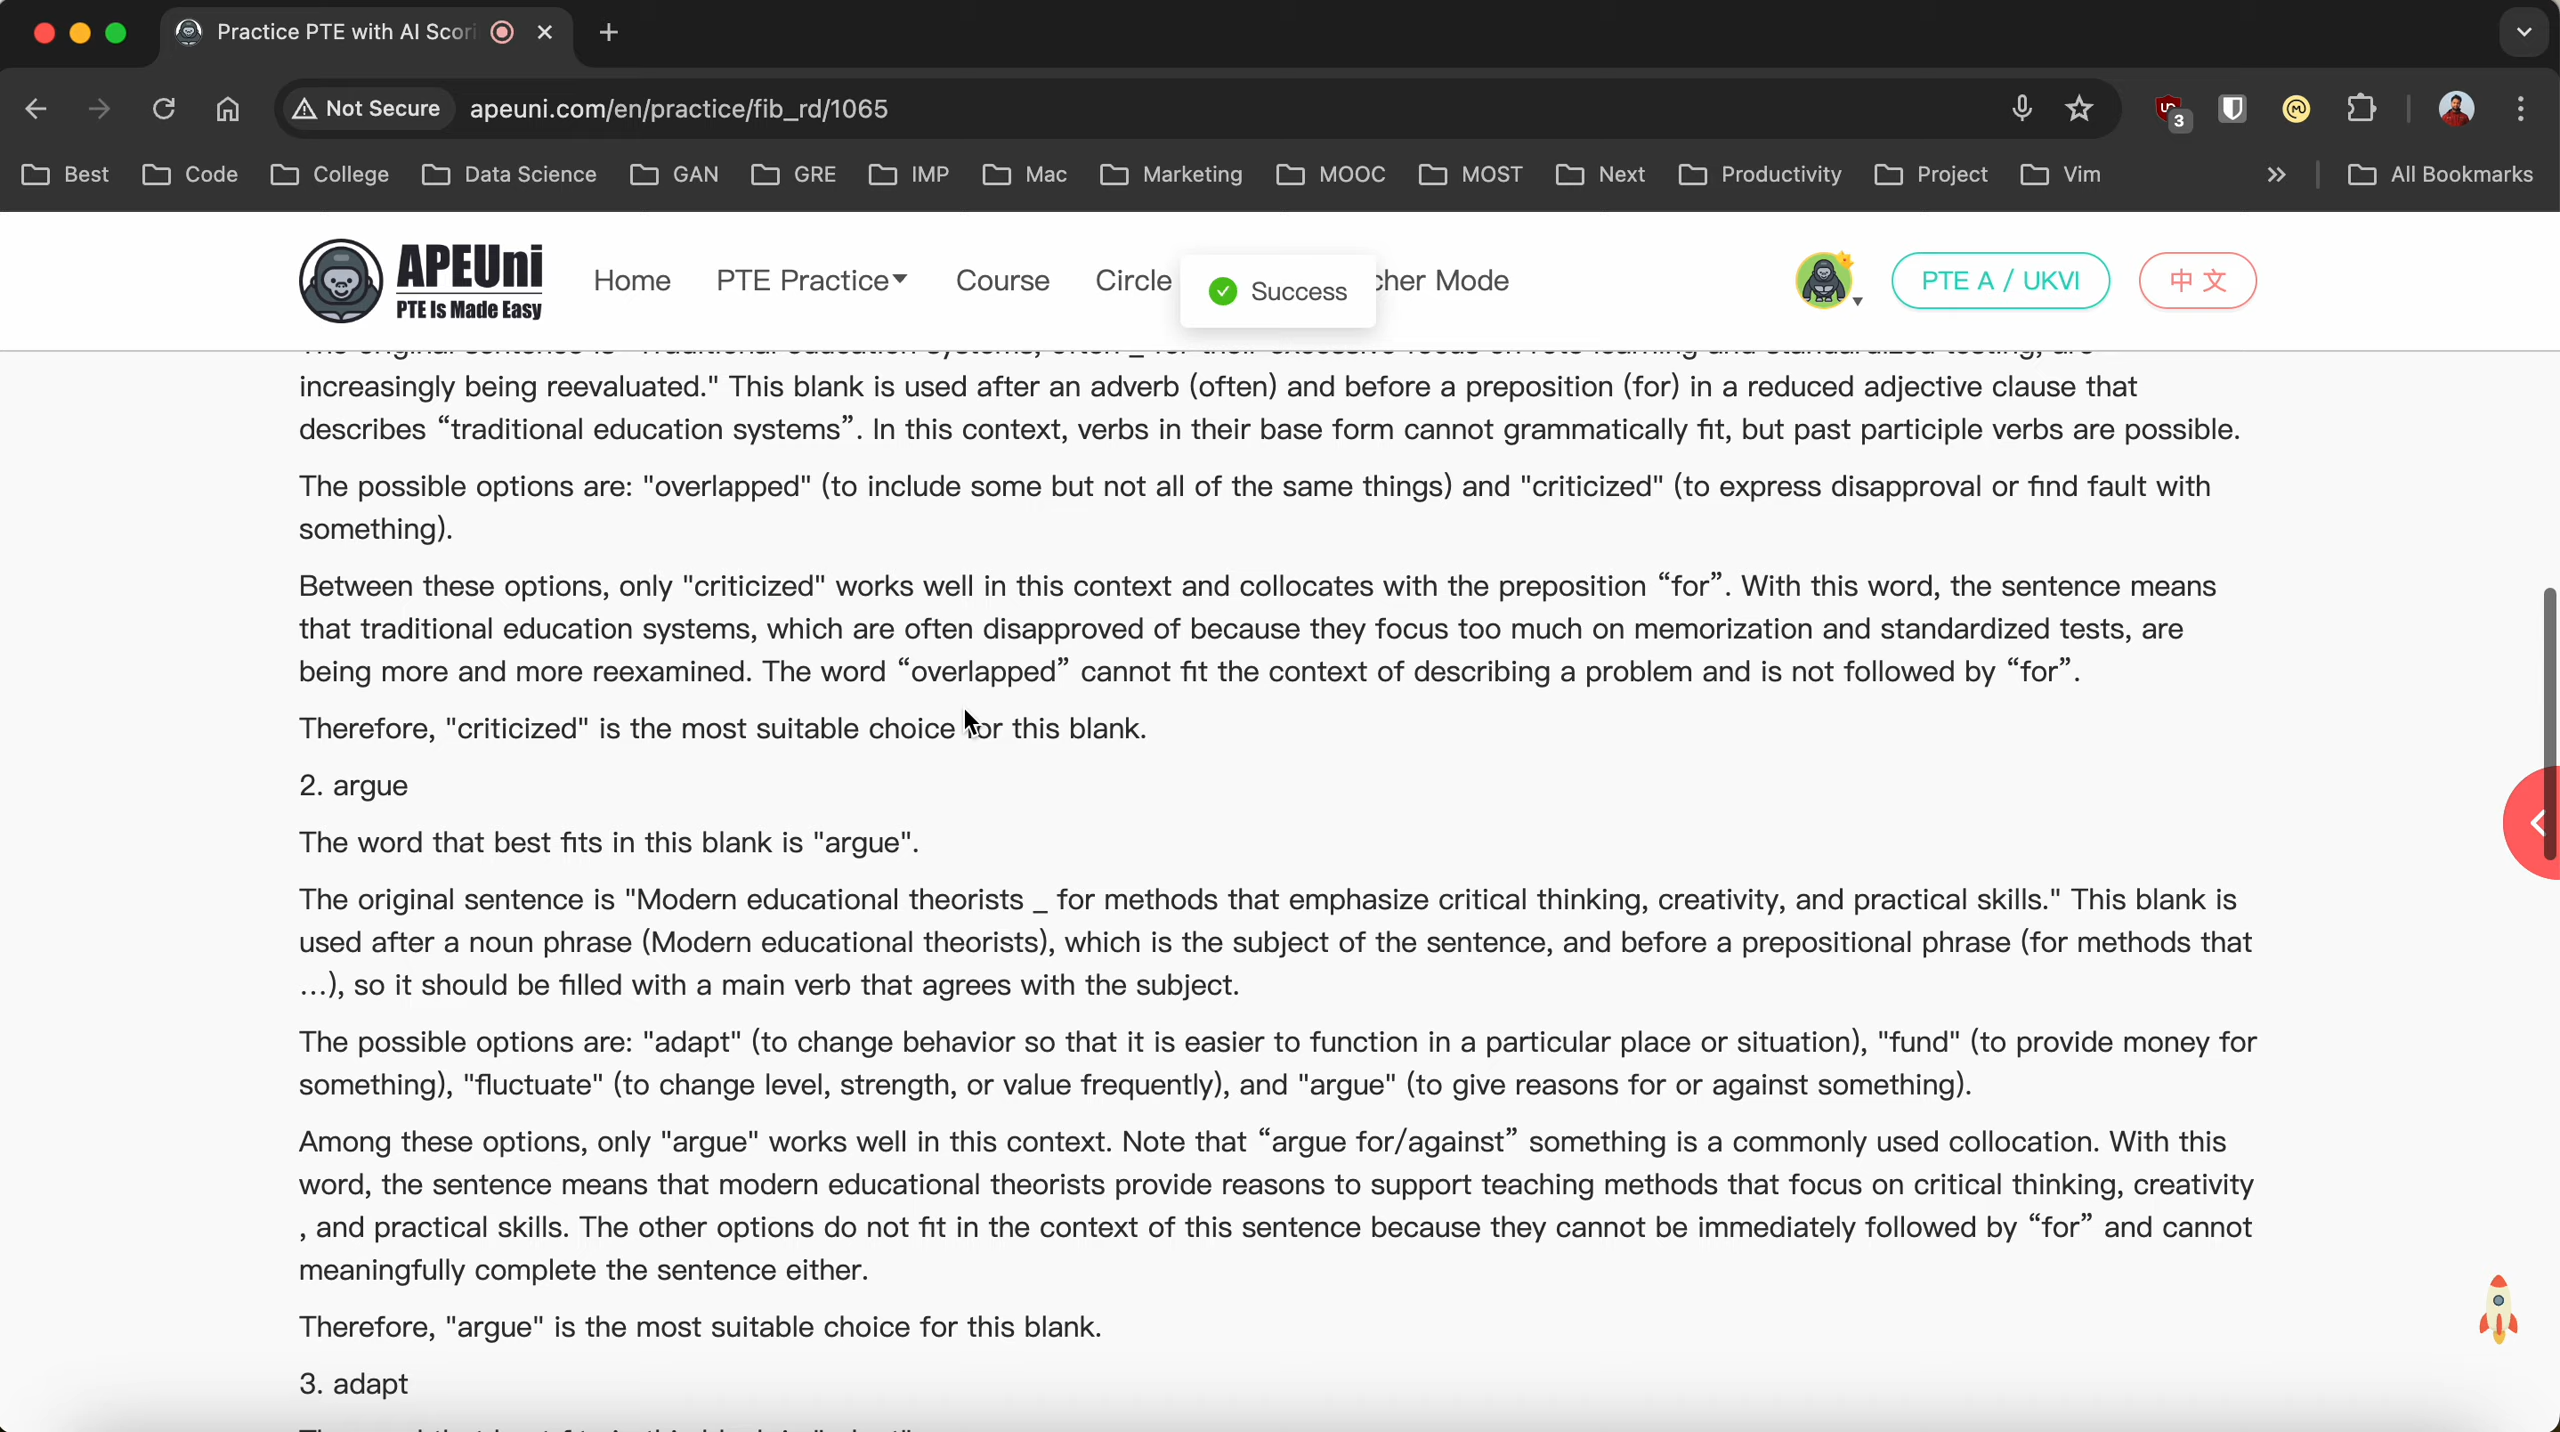 Practice PTE with AI Scori
Not Secure
apeuni.com/en/practice/fib_rd/1065
3
Best
Code
College
Data Science
GAN
GRE
IMP
Mac
Marketing
MOOC
MOST
Next
Productivity
Project
Vim
All Bookmarks
APEUni
PTE Is Made Easy
Home
PTE Practice
Course
Circle
Success
cher Mode
PTE A / UKVI
中文
The original sentence is "Traditional education systems, often _ for their excessive focus on rote learning and standardized testing, are
increasingly being reevaluated." This blank is used after an adverb (often) and before a preposition (for) in a reduced adjective clause that
describes “traditional education systems”. In this context, verbs in their base form cannot grammatically fit, but past participle verbs are possible.
The possible options are: "overlapped" (to include some but not all of the same things) and "criticized" (to express disapproval or find fault with
something).
Between these options, only "criticized" works well in this context and collocates with the preposition “for”. With this word, the sentence means
that traditional education systems, which are often disapproved of because they focus too much on memorization and standardized tests, are
being more and more reexamined. The word “overlapped” cannot fit the context of describing a problem and is not followed by “for”.
Therefore, "criticized" is the most suitable choice for this blank.
2. argue
The word that best fits in this blank is "argue".
The original sentence is "Modern educational theorists _ for methods that emphasize critical thinking, creativity, and practical skills." This blank is
used after a noun phrase (Modern educational theorists), which is the subject of the sentence, and before a prepositional phrase (for methods that
…), so it should be filled with a main verb that agrees with the subject.
The possible options are: "adapt" (to change behavior so that it is easier to function in a particular place or situation), "fund" (to provide money for
something), "fluctuate" (to change level, strength, or value frequently), and "argue" (to give reasons for or against something).
Among these options, only "argue" works well in this context. Note that “argue for/against” something is a commonly used collocation. With this
word, the sentence means that modern educational theorists provide reasons to support teaching methods that focus on critical thinking, creativity
, and practical skills. The other options do not fit in the context of this sentence because they cannot be immediately followed by “for” and cannot
meaningfully complete the sentence either.
Therefore, "argue" is the most suitable choice for this blank.
3. adapt